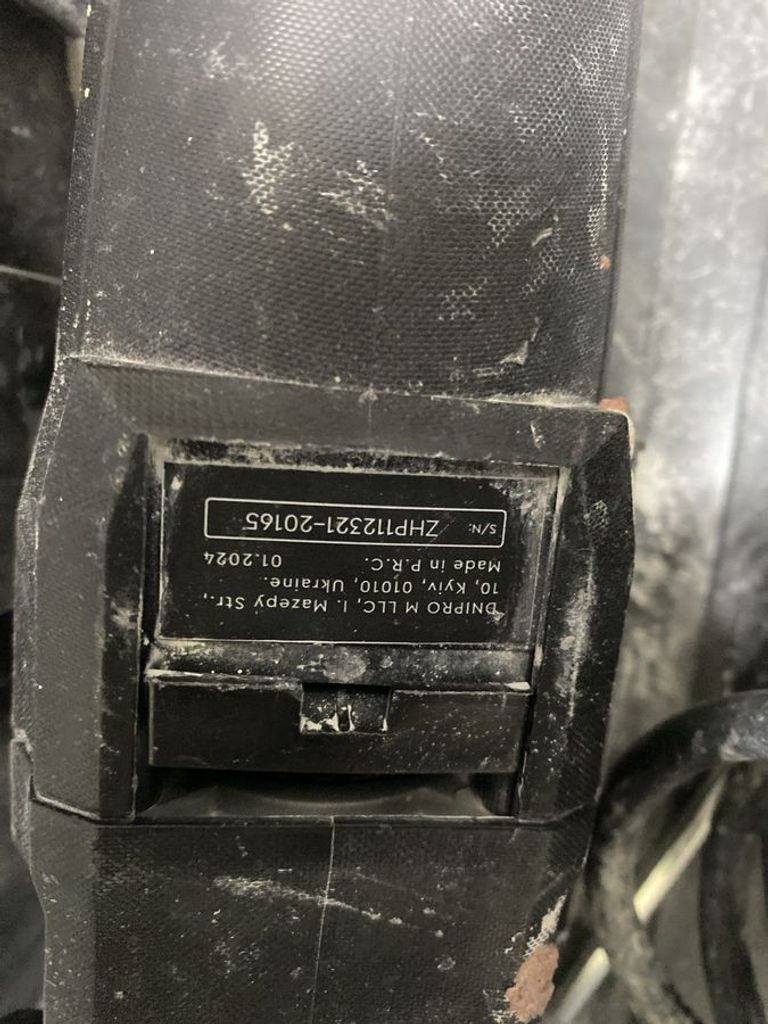 DNIPRO M LLC, I. Mazepy Str.,
10, Kyiv, 01010, Ukraine.
Made in P.R.C. 01.2024
S/N: ZHP112321-20165